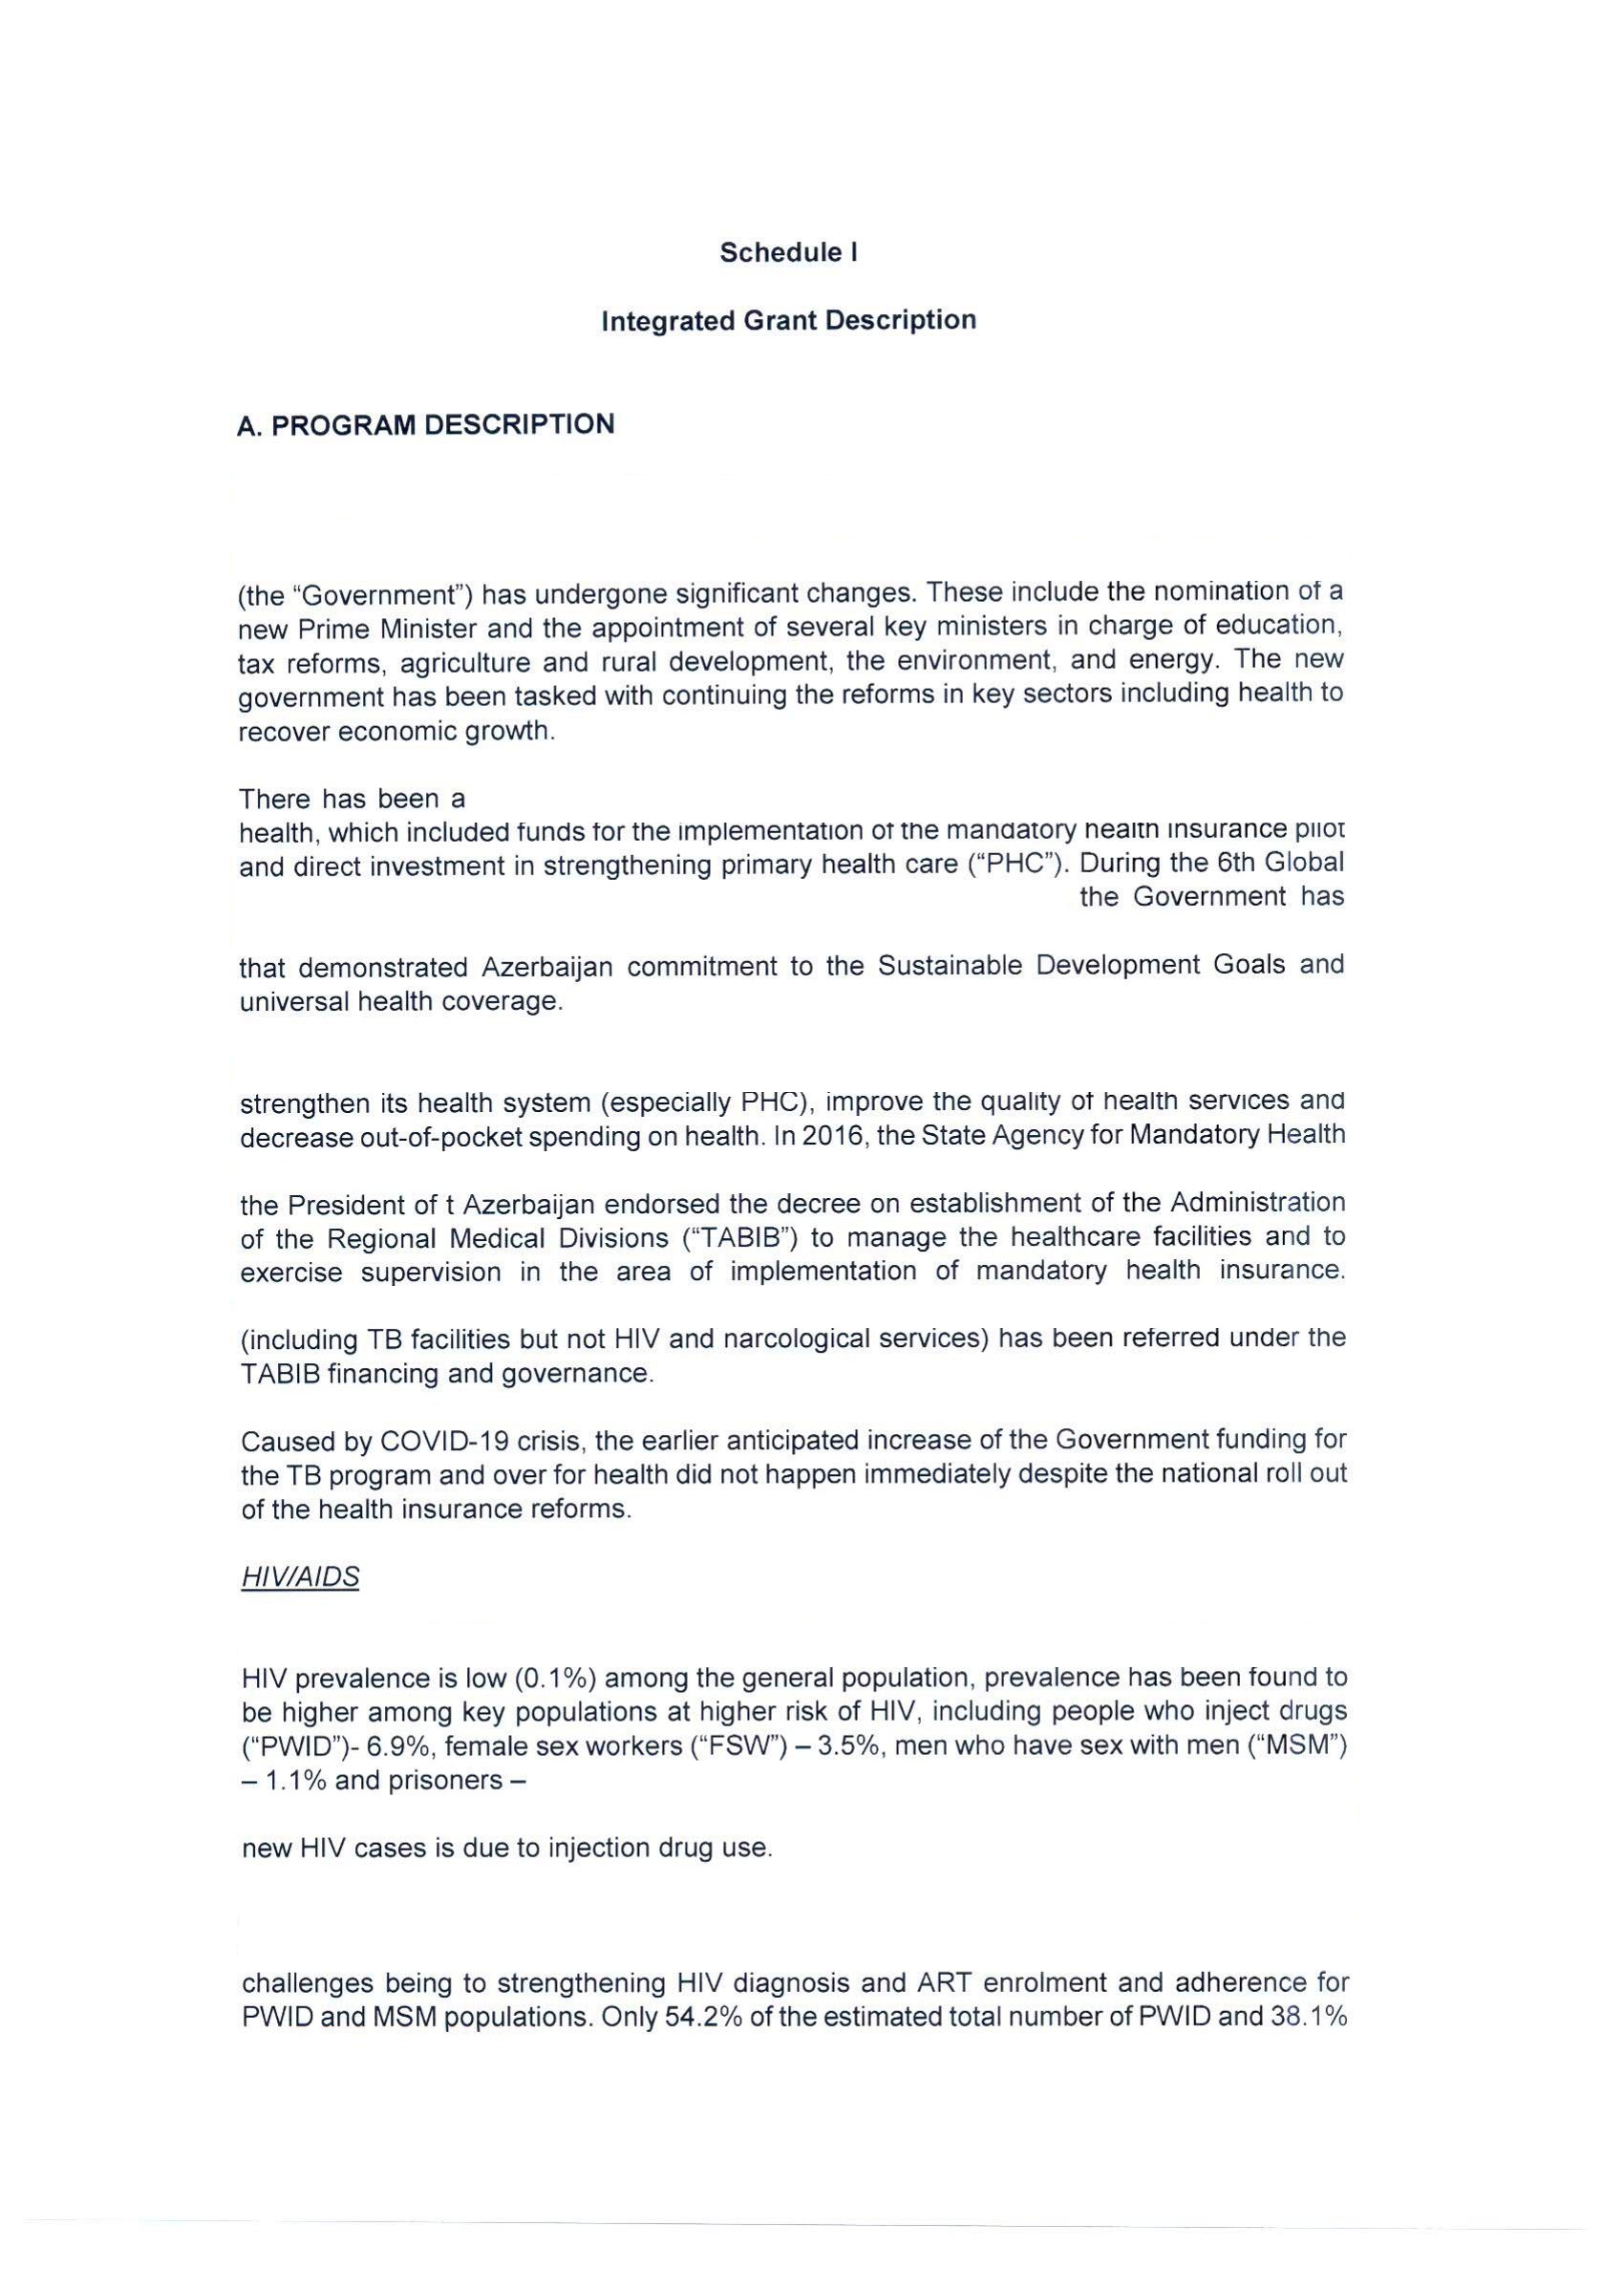 Schedule I
Integrated Grant Description
A. PROGRAM DESCRIPTION
(the “Government”) has undergone significant changes. These include the nomination of a
new Prime Minister and the appointment of several key ministers in charge of education,
tax reforms, agriculture and rural development, the environment, and energy. The new
government has been tasked with continuing the reforms in key sectors including health to
recover economic growth.
There has been a
health, which included funds for the implementation of the mandatory health insurance pilot
and direct investment in strengthening primary health care (“PHC”). During the 6th Global
the Government has
that demonstrated Azerbaijan commitment to the Sustainable Development Goals and
universal health coverage.
strengthen its health system (especially PHC), improve the quality of health services and
decrease out-of-pocket spending on health. In 2016, the State Agency for Mandatory Health
the President of t Azerbaijan endorsed the decree on establishment of the Administration
of the Regional Medical Divisions (“TABIB”) to manage the healthcare facilities and to
exercise supervision in the area of implementation of mandatory health insurance.
(including TB facilities but not HIV and narcological services) has been referred under the
TABIB financing and governance.
Caused by COVID-19 crisis, the earlier anticipated increase of the Government funding for
the TB program and over for health did not happen immediately despite the national roll out
of the health insurance reforms.
HIV/AIDS
HIV prevalence is low (0.1%) among the general population, prevalence has been found to
be higher among key populations at higher risk of HIV, including people who inject drugs
(“PWID”)- 6.9%, female sex workers (“FSW”) – 3.5%, men who have sex with men (“MSM”)
– 1.1% and prisoners –
new HIV cases is due to injection drug use.
challenges being to strengthening HIV diagnosis and ART enrolment and adherence for
PWID and MSM populations. Only 54.2% of the estimated total number of PWID and 38.1%